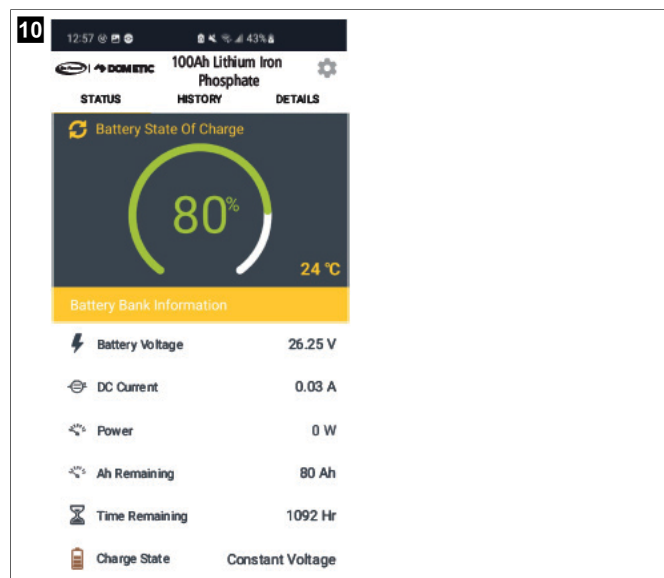 10
12:57 43%
DOMETIC
100Ah Lithium Iron
Phosphate
STATUS HISTORY DETAILS
Battery State Of Charge
80%
24 °C
Battery Bank Information
Battery Voltage 26.25 V
DC Current 0.03 A
Power 0 W
Ah Remaining 80 Ah
Time Remaining 1092 Hr
Charge State Constant Voltage